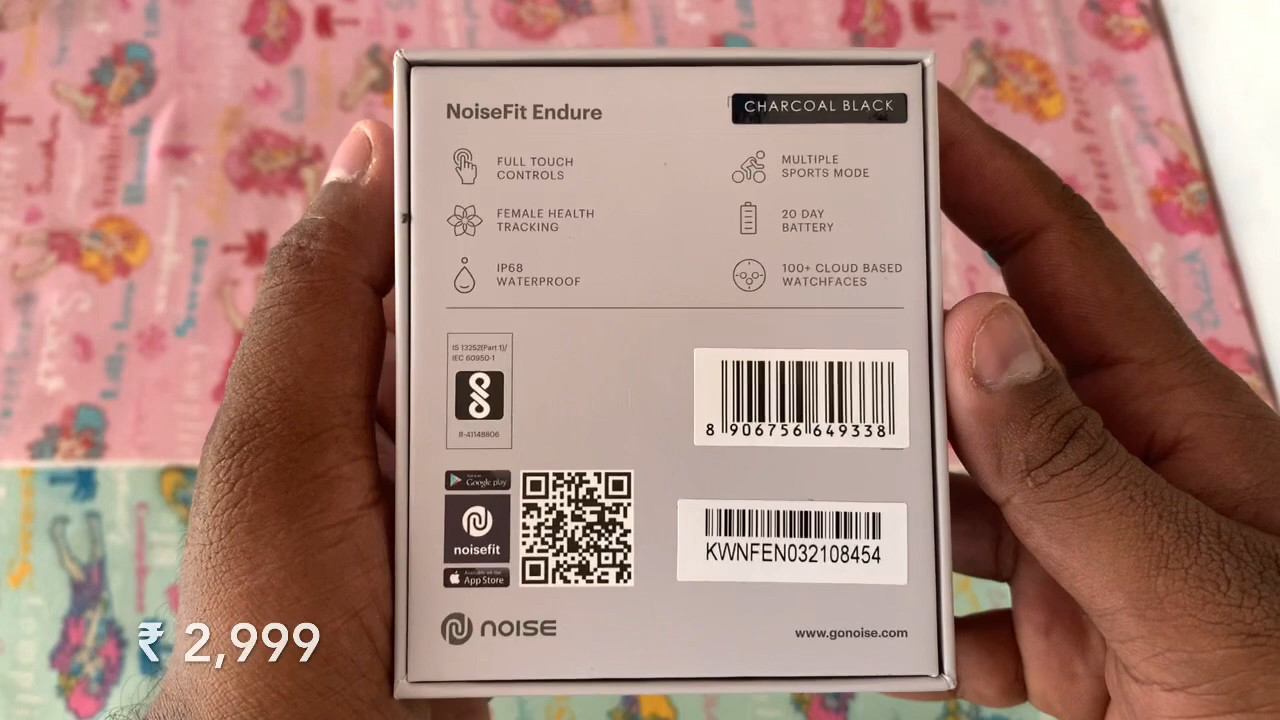 NoiseFit Endure
CHARCOAL BLACK
FULL TOUCH
CONTROLS
MULTIPLE
SPORTS MODE
FEMALE HEALTH
TRACKING
20 DAY
BATTERY
IP68
WATERPROOF
100+ CLOUD BASED
WATCHFACES
IS 13252(Part 1)/
IEC 60950-1
R-41148806
8 906756 649338
Google play
noisefit
Available on the
App Store
KWNFEN032108454
NOISE
www.gonoise.com
₹ 2,999